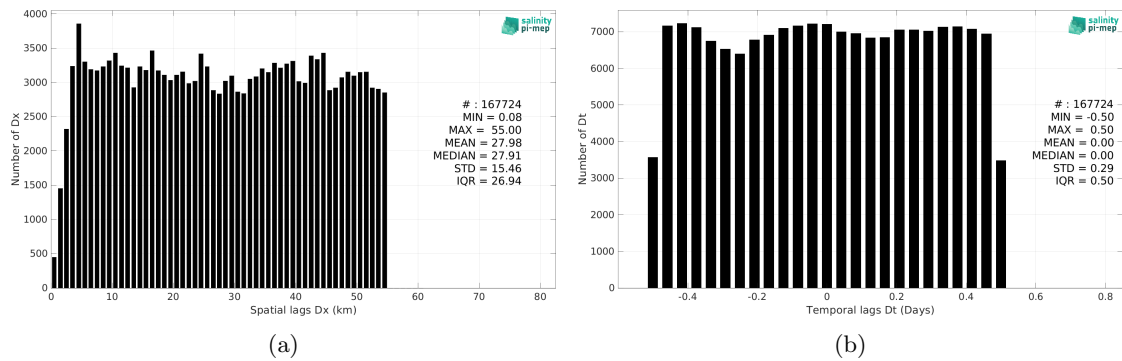 salinity
pi-mep
4000
3500
3000
2500
2000
1500
1000
500
0
Number of Dx
# : 167724
MIN = 0.08
MAX = 55.00
MEAN = 27.98
MEDIAN = 27.91
STD = 15.46
IQR = 26.94
0 10 20 30 40 50 60 70 80
Spatial lags Dx (km)
(a)
salinity
pi-mep
7000
6000
5000
4000
3000
2000
1000
0
Number of Dt
# : 167724
MIN = -0.50
MAX = 0.50
MEAN = 0.00
MEDIAN = 0.00
STD = 0.29
IQR = 0.50
-0.4 -0.2 0 0.2 0.4 0.6 0.8
Temporal lags Dt (Days)
(b)